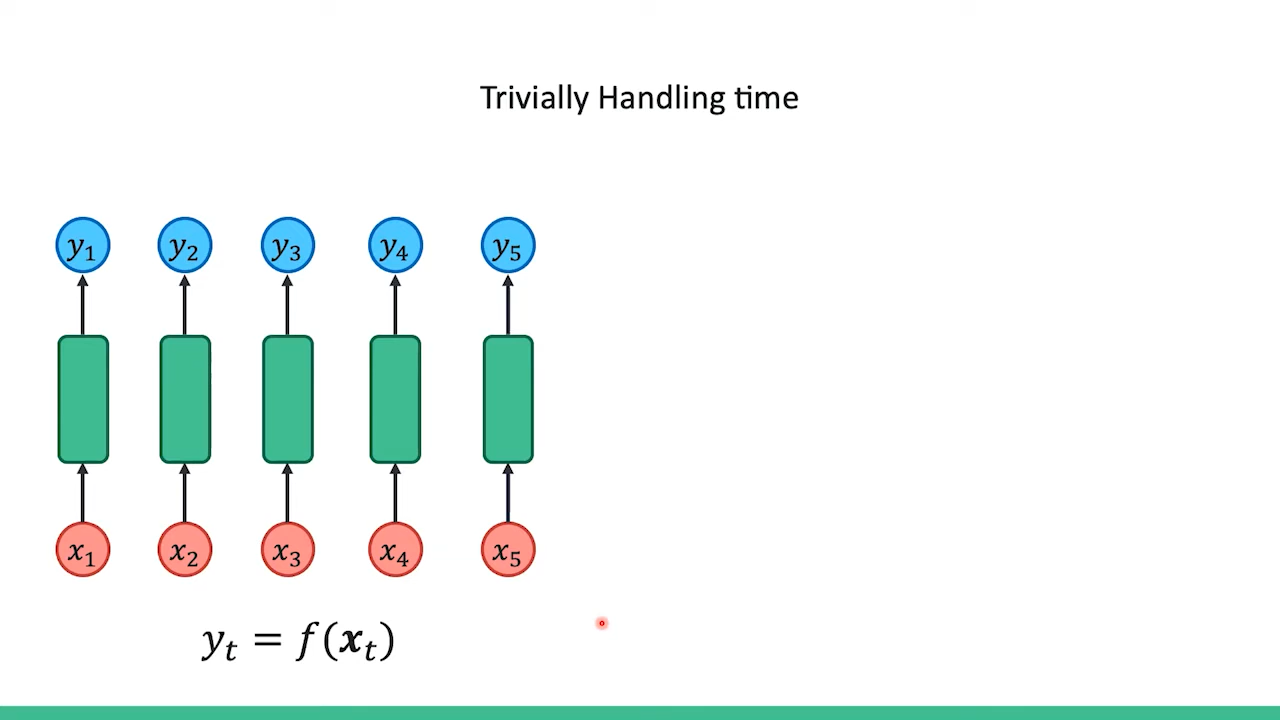 Trivially Handling time
y₁ y₂ y₃ y₄ y₅
x₁ x₂ x₃ x₄ x₅
yₜ = f(𝒙ₜ)